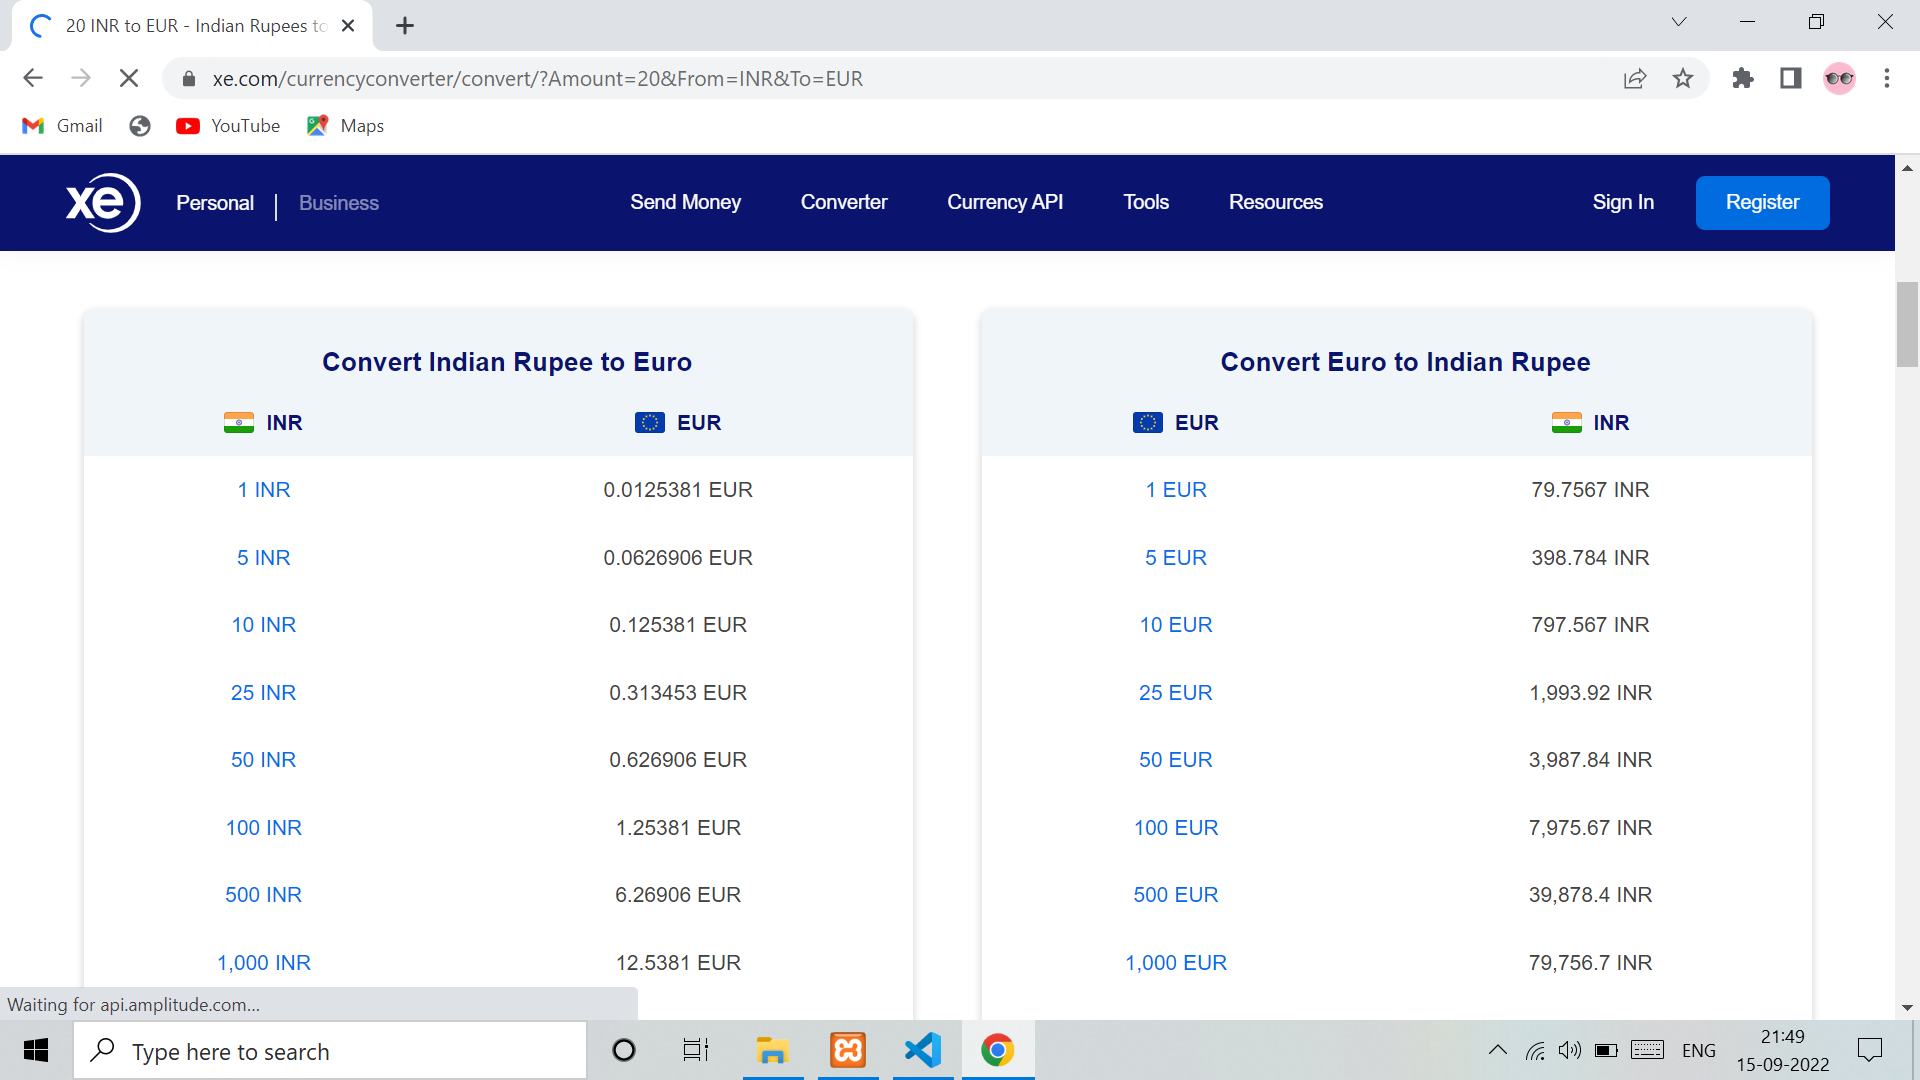 20 INR to EUR - Indian Rupees to
xe.com/currencyconverter/convert/?Amount=20&From=INR&To=EUR
Gmail YouTube Maps
xe Personal | Business Send Money Converter Currency API Tools Resources Sign In Register
Convert Indian Rupee to Euro
INR EUR
1 INR 0.0125381 EUR
5 INR 0.0626906 EUR
10 INR 0.125381 EUR
25 INR 0.313453 EUR
50 INR 0.626906 EUR
100 INR 1.25381 EUR
500 INR 6.26906 EUR
1,000 INR 12.5381 EUR
Convert Euro to Indian Rupee
EUR INR
1 EUR 79.7567 INR
5 EUR 398.784 INR
10 EUR 797.567 INR
25 EUR 1,993.92 INR
50 EUR 3,987.84 INR
100 EUR 7,975.67 INR
500 EUR 39,878.4 INR
1,000 EUR 79,756.7 INR
Waiting for api.amplitude.com...
Type here to search
ENG
21:49
15-09-2022